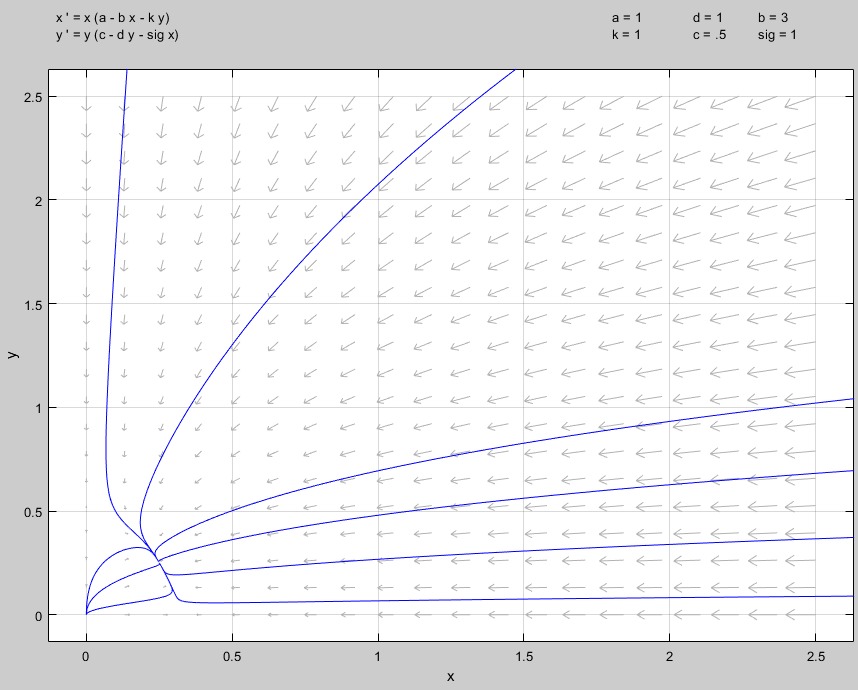 x ' = x (a - b x - k y)
y ' = y (c - d y - sig x)
a = 1 d = 1 b = 3
k = 1 c = .5 sig = 1
2.5
2
1.5
1
0.5
0
y
0 0.5 1 1.5 2 2.5
x